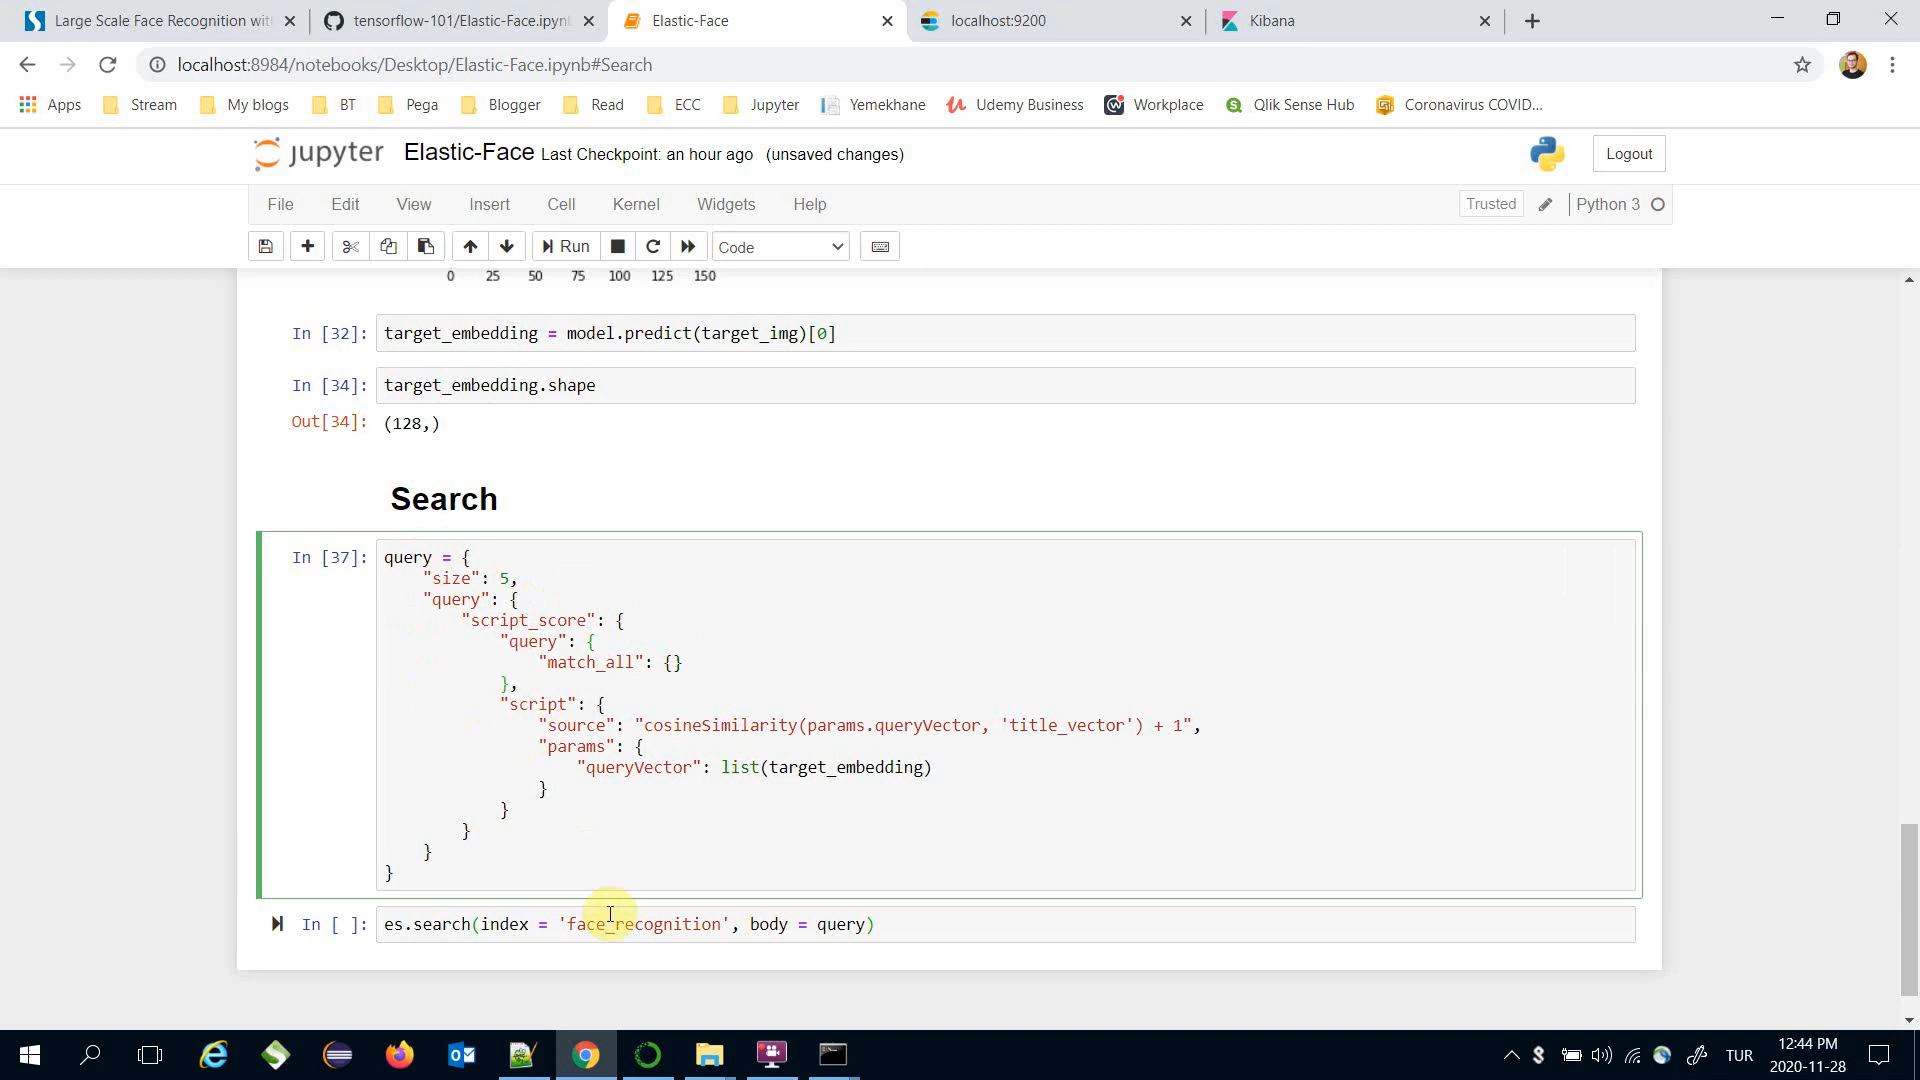 Large Scale Face Recognition wit
tensorflow-101/Elastic-Face.ipyn
Elastic-Face
localhost:9200
Kibana
localhost:8984/notebooks/Desktop/Elastic-Face.ipynb#Search
Apps
Stream
My blogs
BT
Pega
Blogger
Read
ECC
Jupyter
Yemekhane
Udemy Business
Workplace
Qlik Sense Hub
Coronavirus COVID...
jupyter
Elastic-Face
Last Checkpoint: an hour ago (unsaved changes)
Logout
File
Edit
View
Insert
Cell
Kernel
Widgets
Help
Trusted
Python 3
Run
Code
0 25 50 75 100 125 150
In [32]: target_embedding = model.predict(target_img)[0]
In [34]: target_embedding.shape
Out[34]: (128,)
Search
In [37]: query = {
    "size": 5,
    "query": {
        "script_score": {
            "query": {
                "match_all": {}
            },
            "script": {
                "source": "cosineSimilarity(params.queryVector, 'title_vector') + 1",
                "params": {
                    "queryVector": list(target_embedding)
                }
            }
        }
    }
}
In [ ]: es.search(index = 'face_recognition', body = query)
TUR
12:44 PM
2020-11-28